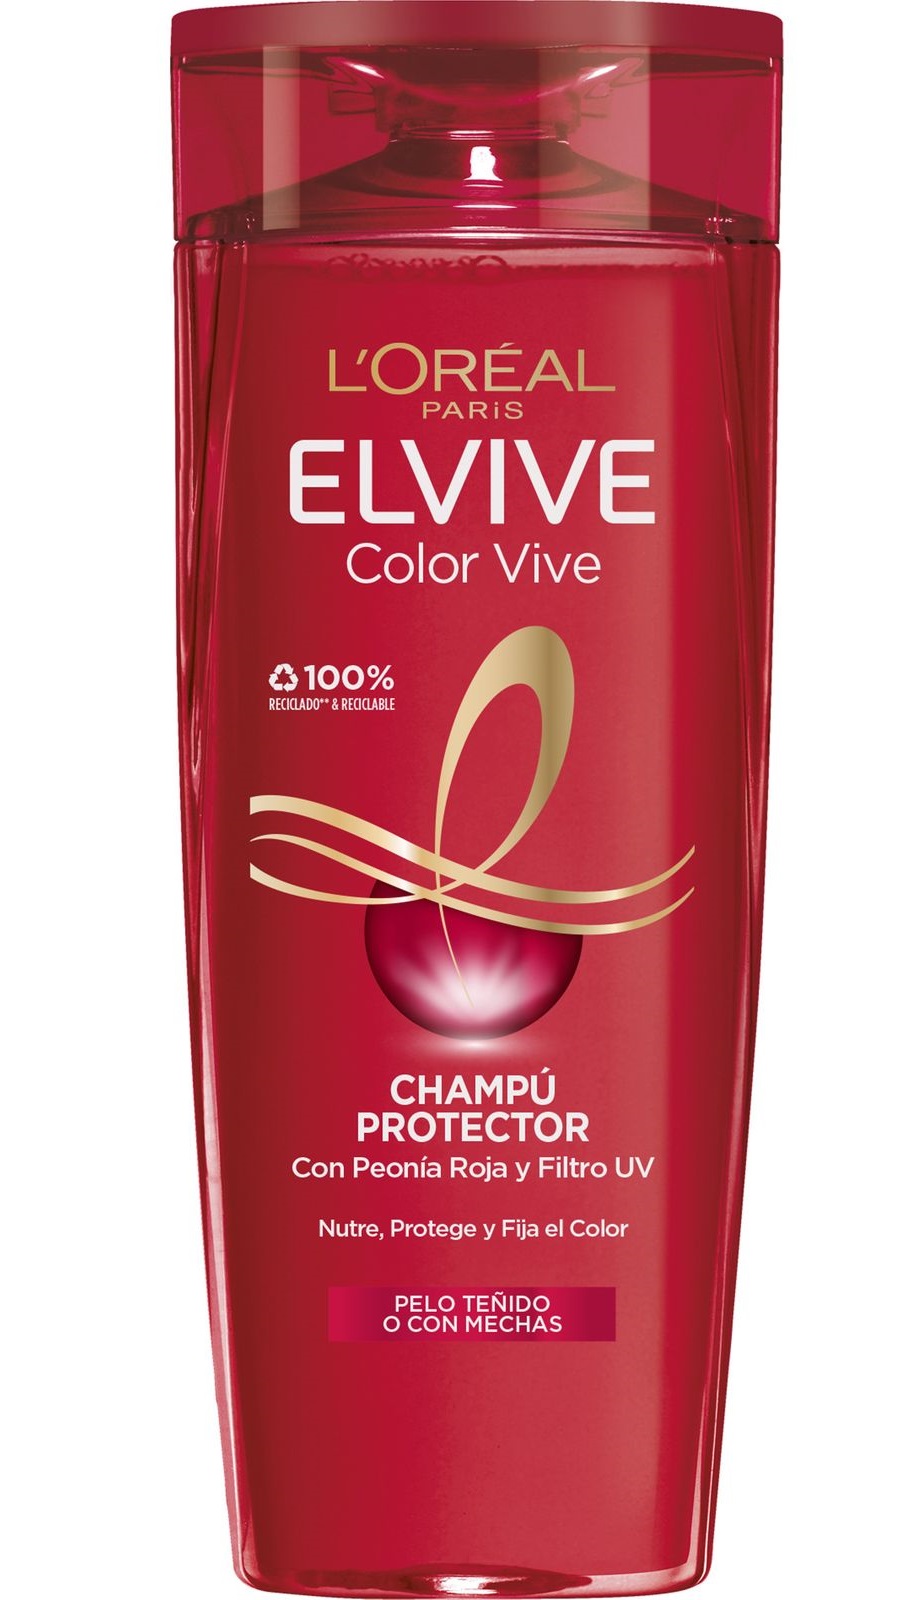 L'ORÉAL
PARiS
ELVIVE
Color Vive
100%
RECICLADO** & RECICLABLE
CHAMPÚ
PROTECTOR
Con Peonía Roja y Filtro UV
Nutre, Protege y Fija el Color
PELO TEÑIDO
O CON MECHAS